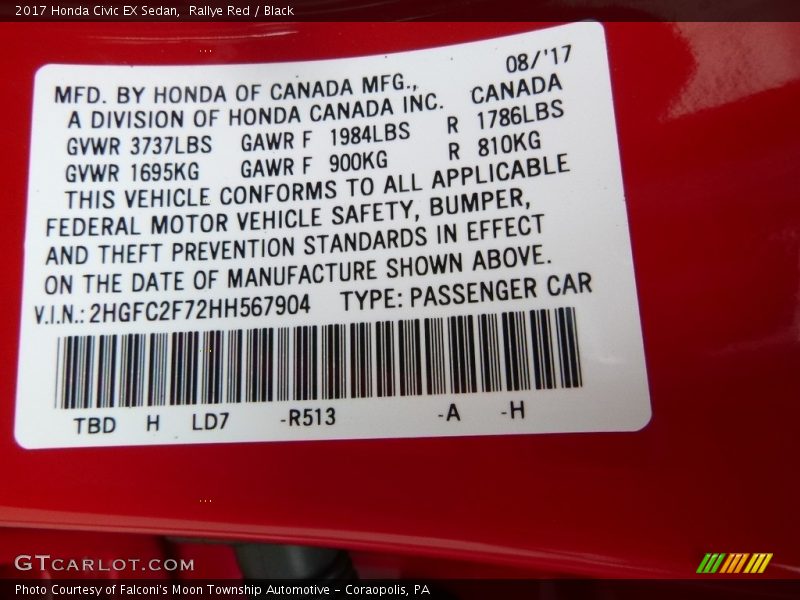 2017 Honda Civic EX Sedan,  Rallye Red / Black
08/'17
MFD. BY HONDA OF CANADA MFG.,
A DIVISION OF HONDA CANADA INC. CANADA
GVWR 3737LBS GAWR F 1984LBS R 1786LBS
GVWR 1695KG GAWR F 900KG R 810KG
THIS VEHICLE CONFORMS TO ALL APPLICABLE
FEDERAL MOTOR VEHICLE SAFETY, BUMPER,
AND THEFT PREVENTION STANDARDS IN EFFECT
ON THE DATE OF MANUFACTURE SHOWN ABOVE.
V.I.N.: 2HGFC2F72HH567904 TYPE: PASSENGER CAR
TBD H LD7 -R513 -A -H
GTCARLOT.COM
Photo Courtesy of Falconi's Moon Township Automotive - Coraopolis, PA